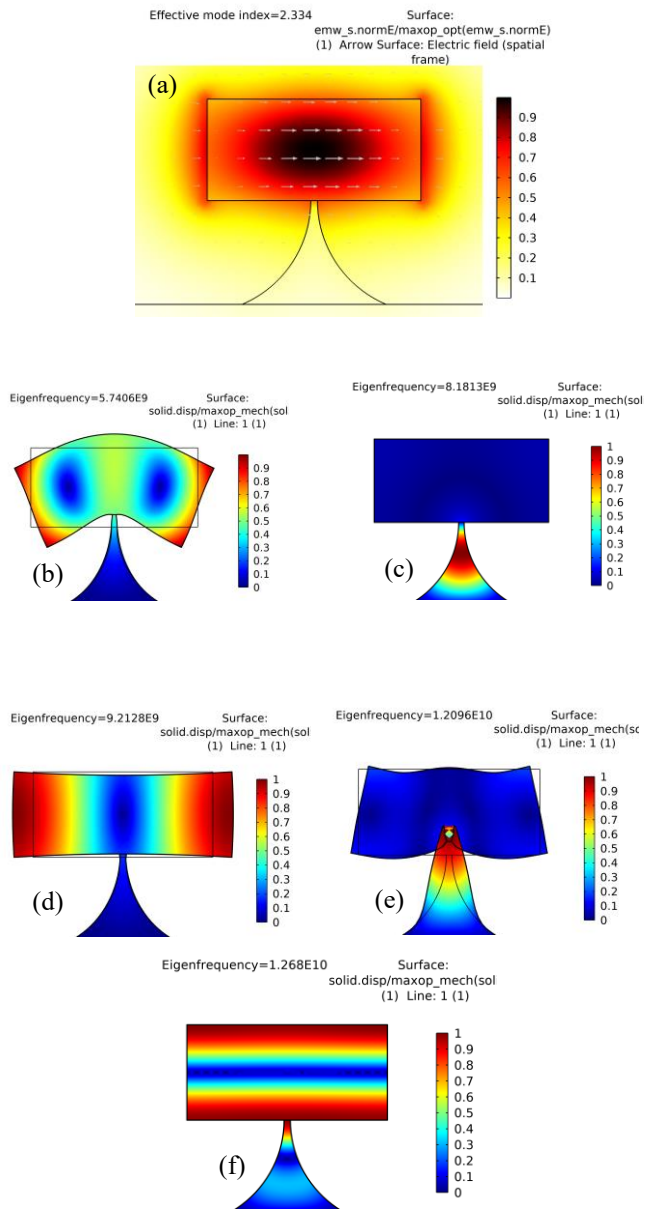 Effective mode index=2.334
Surface:
emw_s.normE/maxop_opt(emw_s.normE)
(1) Arrow Surface: Electric field (spatial
frame)
(a)
0.9
0.8
0.7
0.6
0.5
0.4
0.3
0.2
0.1
Eigenfrequency=5.7406E9
Surface:
solid.disp/maxop_mech(sol
(1) Line: 1 (1)
0.9
0.8
0.7
0.6
0.5
0.4
0.3
0.2
0.1
0
(b)
Eigenfrequency=8.1813E9
Surface:
solid.disp/maxop_mech(sol
(1) Line: 1 (1)
1
0.9
0.8
0.7
0.6
0.5
0.4
0.3
0.2
0.1
0
(c)
Eigenfrequency=9.2128E9
Surface:
solid.disp/maxop_mech(sol
(1) Line: 1 (1)
1
0.9
0.8
0.7
0.6
0.5
0.4
0.3
0.2
0.1
0
(d)
Eigenfrequency=1.2096E10
Surface:
solid.disp/maxop_mech(so
(1) Line: 1 (1)
1
0.9
0.8
0.7
0.6
0.5
0.4
0.3
0.2
0.1
0
(e)
Eigenfrequency=1.268E10
Surface:
solid.disp/maxop_mech(sol
(1) Line: 1 (1)
1
0.9
0.8
0.7
0.6
0.5
0.4
0.3
0.2
0.1
0
(f)